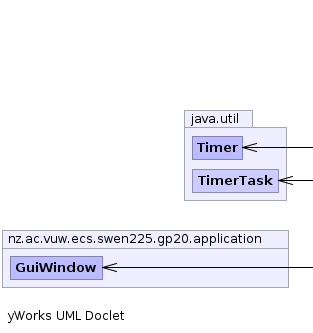 java.util
Timer
TimerTask
nz.ac.vuw.ecs.swen225.gp20.application
GuiWindow
yWorks UML Doclet